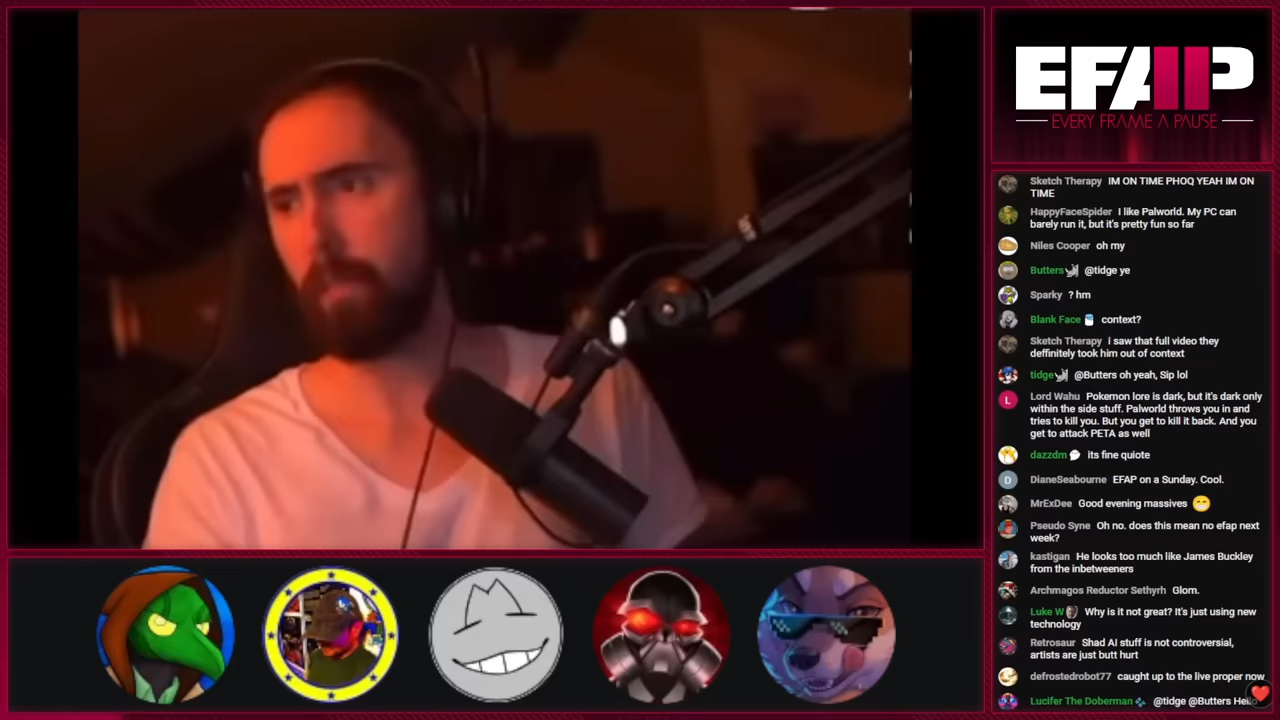 EFAP
EVERY FRAME A PAUSE
Sketch Therapy IM ON TIME PHOQ YEAH IM ON
TIME
HappyFaceSpider I like Palworld. My PC can
barely run it, but it's pretty fun so far
Niles Cooper oh my
Butters @tidge ye
Sparky ? hm
Blank Face context?
Sketch Therapy i saw that full video they
deffinitely took him out of context
tidge @Butters oh yeah, Sip lol
L
Lord Wahu Pokemon lore is dark, but it's dark only
within the side stuff. Palworld throws you in and
tries to kill you. But you get to kill it back. And you
get to attack PETA as well
dazzdm its fine quiote
D
DianeSeabourne EFAP on a Sunday. Cool.
MrExDee Good evening massives
Pseudo Syne Oh no. does this mean no efap next
week?
kastigan He looks too much like James Buckley
from the inbetweeners
Archmagos Reductor Sethyrh Glom.
Luke W Why is it not great? It's just using new
technology
Retrosaur Shad AI stuff is not controversial,
artists are just butt hurt
defrostedrobot77 caught up to the live proper now
Lucifer The Doberman @tidge @Butters Hello